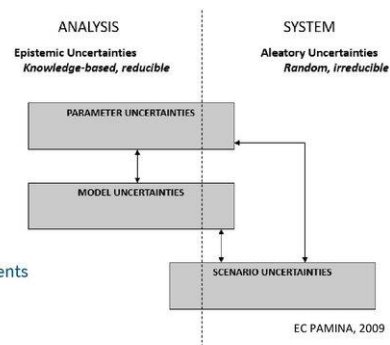 ANALYSIS
SYSTEM
Epistemic Uncertainties
Knowledge-based, reducible
Aleatory Uncertainties
Random, irreducible
PARAMETER UNCERTAINTIES
MODEL UNCERTAINTIES
ents
SCENARIO UNCERTAINTIES
EC PAMINA, 2009